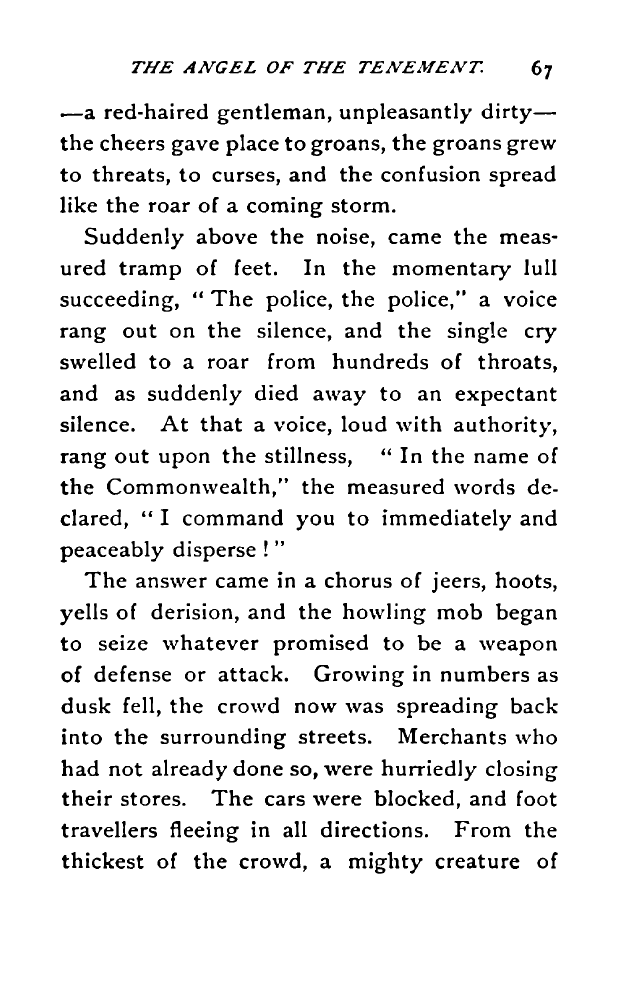 THE ANGEL OF THE TENEMENT. 67
—a red-haired gentleman, unpleasantly dirty—
the cheers gave place to groans, the groans grew
to threats, to curses, and the confusion spread
like the roar of a coming storm.
Suddenly above the noise, came the meas-
ured tramp of feet. In the momentary lull
succeeding, “ The police, the police,” a voice
rang out on the silence, and the single cry
swelled to a roar from hundreds of throats,
and as suddenly died away to an expectant
silence. At that a voice, loud with authority,
rang out upon the stillness, “ In the name of
the Commonwealth,” the measured words de-
clared, “ I command you to immediately and
peaceably disperse ! ”
The answer came in a chorus of jeers, hoots,
yells of derision, and the howling mob began
to seize whatever promised to be a weapon
of defense or attack. Growing in numbers as
dusk fell, the crowd now was spreading back
into the surrounding streets. Merchants who
had not already done so, were hurriedly closing
their stores. The cars were blocked, and foot
travellers fleeing in all directions. From the
thickest of the crowd, a mighty creature of